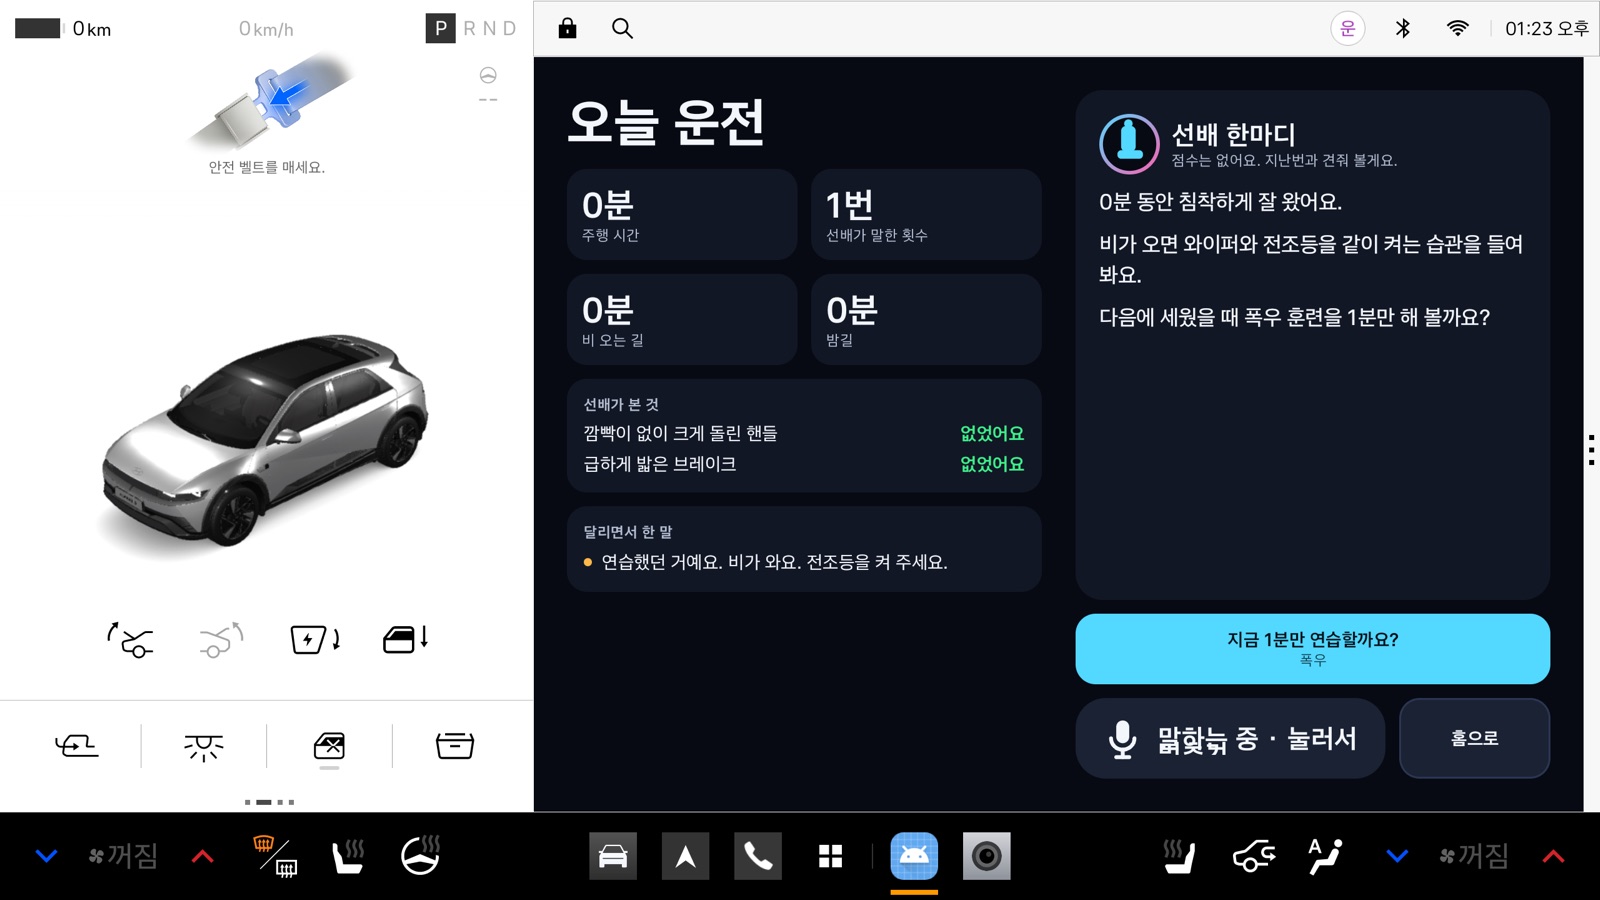 0 km
0 km/h
P R N D
--
안전 벨트를 매세요.
운
01:23 오후
오늘 운전
0분
주행 시간
1번
선배가 말한 횟수
0분
비 오는 길
0분
밤길
선배가 본 것
깜빡이 없이 크게 돌린 핸들 없었어요
급하게 밟은 브레이크 없었어요
달리면서 한 말
연습했던 거예요. 비가 와요. 전조등을 켜 주세요.
선배 한마디
점수는 없어요. 지난번과 견줘 볼게요.
0분 동안 침착하게 잘 왔어요.
비가 오면 와이퍼와 전조등을 같이 켜는 습관을 들여
봐요.
다음에 세웠을 때 폭우 훈련을 1분만 해 볼까요?
지금 1분만 연습할까요?
폭우
중 · 눌러서
홈으로
꺼짐
A
꺼짐